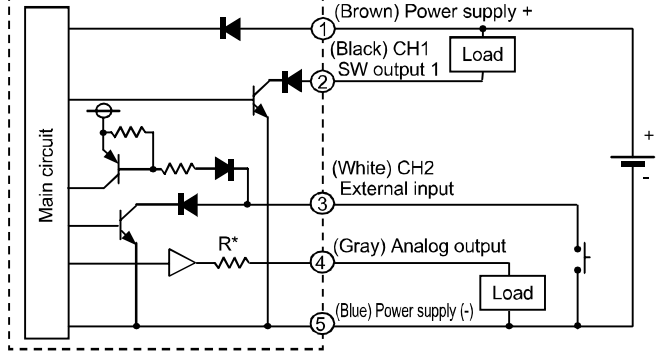 (Brown) Power supply +
1
Load
(Black) CH1
SW output 1
2
+
-
Main circuit
(White) CH2
External input
3
R*
(Gray) Analog output
4
Load
(Blue) Power supply (-)
5